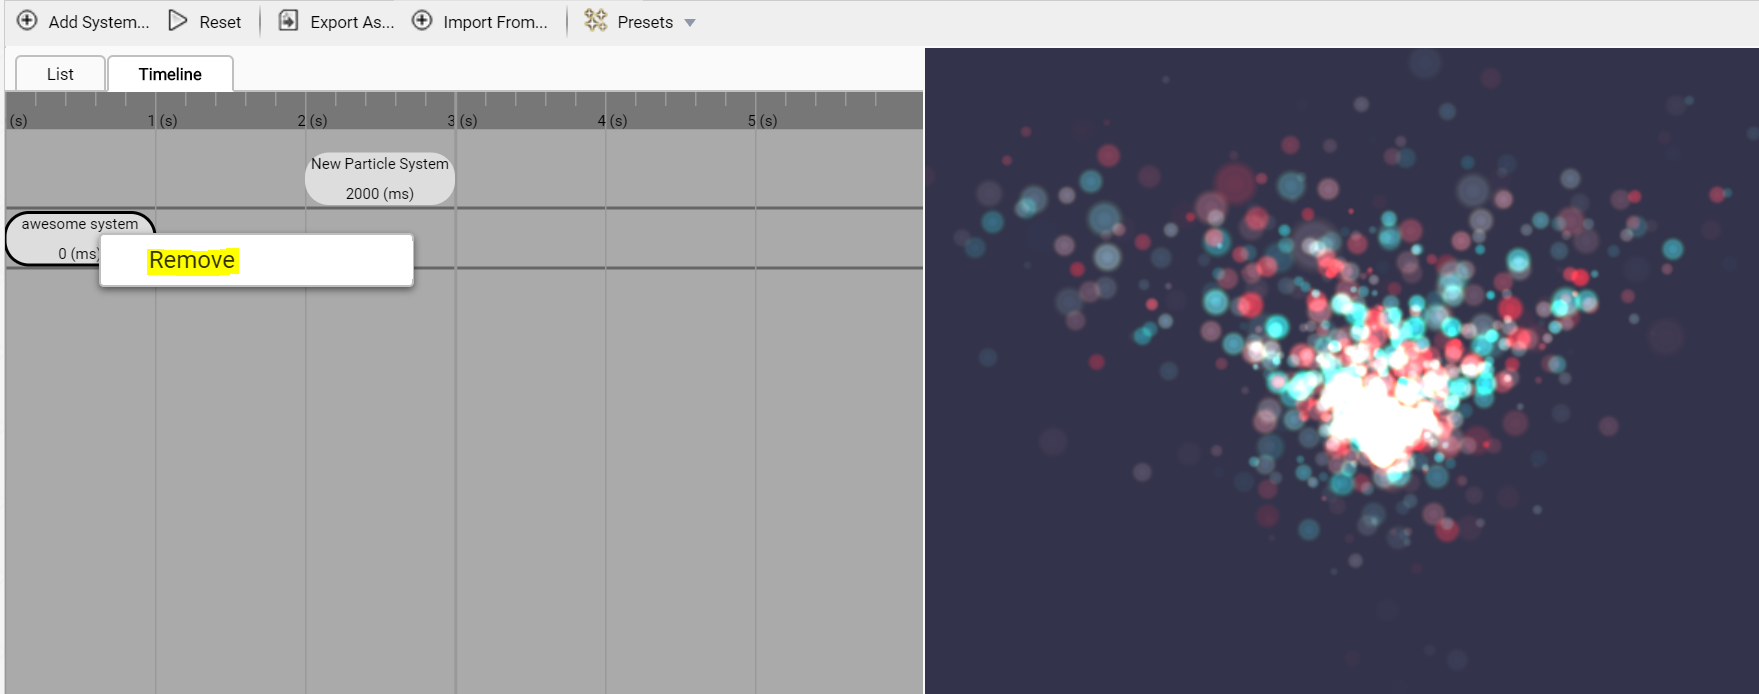 Add System... Reset Export As... Import From... Presets
List Timeline
(s) 1 (s) 2 (s) 3 (s) 4 (s) 5 (s)
New Particle System
2000 (ms)
awesome system
0 (ms)
Remove